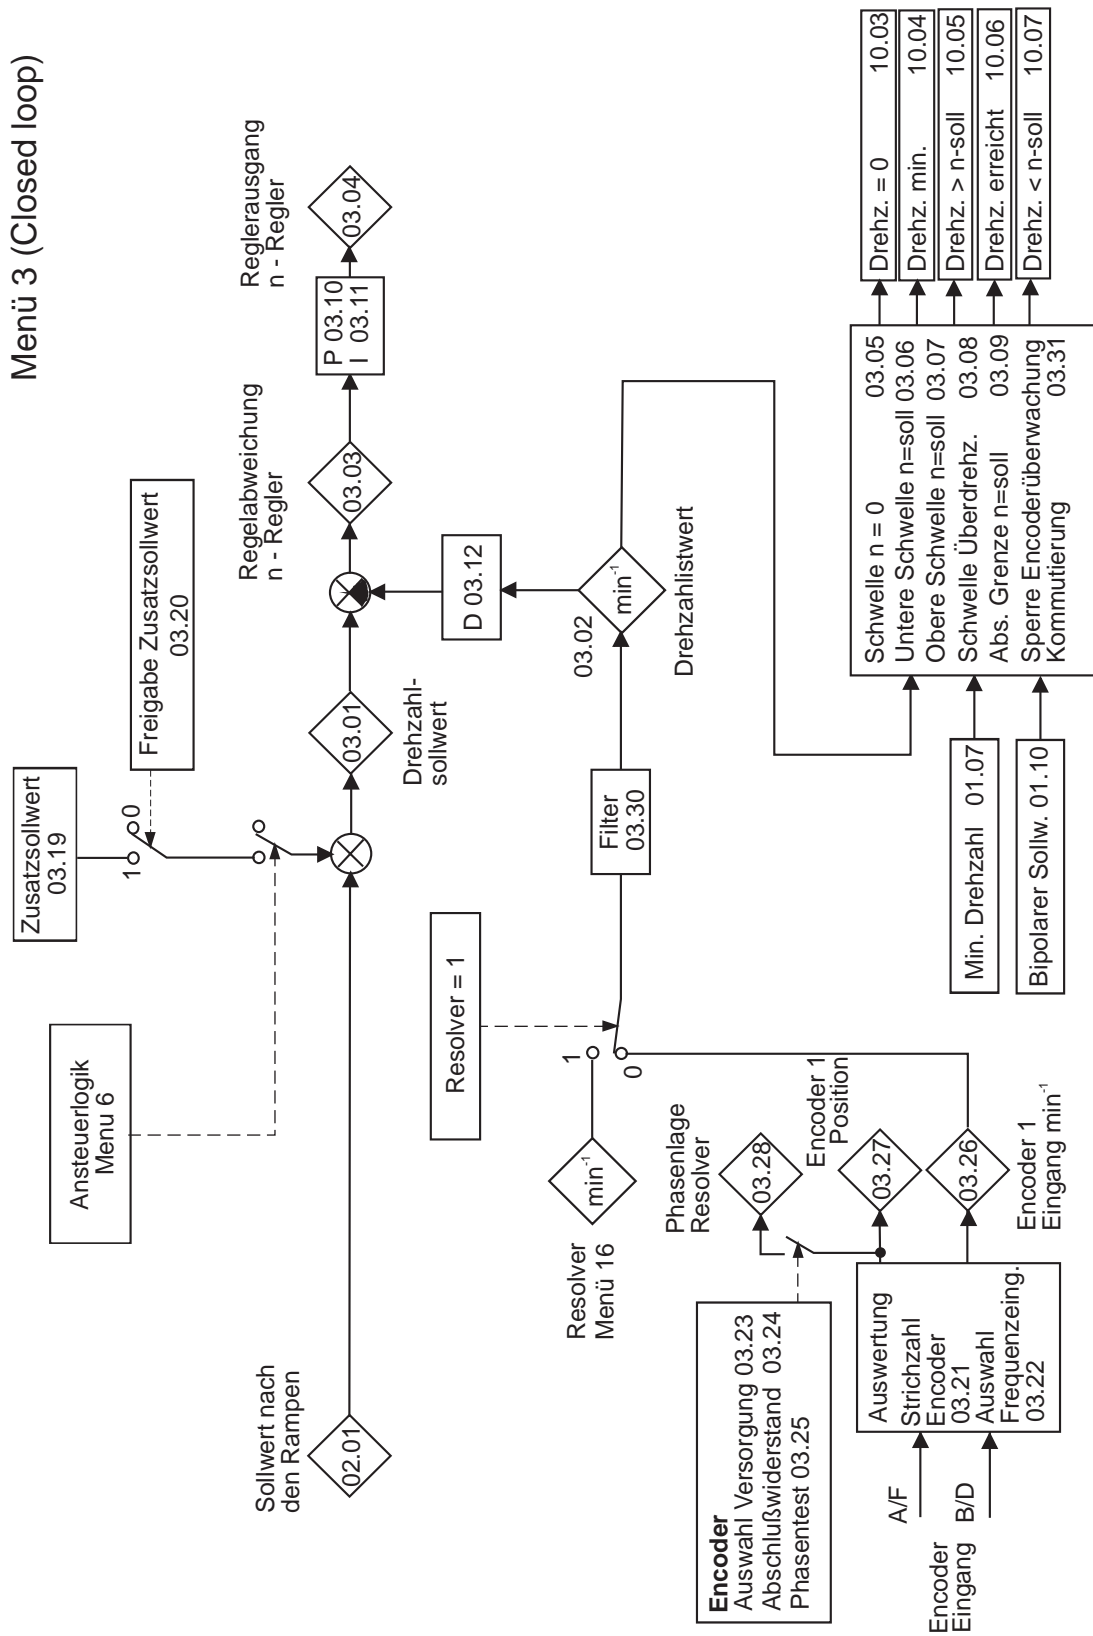 Menü 3 (Closed loop)
Zusatzsollwert
03.19
Freigabe Zusatzsollwert
03.20
1
0
Ansteuerlogik
Menu 6
Sollwert nach
den Rampen
02.01
03.01
Drehzahl-
sollwert
Regelabweichung
n - Regler
03.03
P 03.10
I 03.11
Reglerausgang
n - Regler
03.04
D 03.12
Resolver = 1
Resolver
Menü 16
min⁻¹
1
0
Filter
03.30
03.02
min⁻¹
DrehzahlIstwert
Encoder
Auswahl Versorgung 03.23
Abschlußwiderstand 03.24
Phasentest 03.25
Phasenlage
Resolver
03.28
Encoder 1
Position
03.27
03.26
Encoder 1
Eingang min⁻¹
Encoder
Eingang
A/F
B/D
Auswertung
Strichzahl
Encoder
03.21
Auswahl
Frequenzeing.
03.22
Min. Drehzahl 01.07
Bipolarer Sollw. 01.10
Schwelle n = 0 03.05
Untere Schwelle n=soll 03.06
Obere Schwelle n=soll 03.07
Schwelle Überdrehz. 03.08
Abs. Grenze n=soll 03.09
Sperre Encoderüberwachung
Kommutierung 03.31
Drehz. = 0 10.03
Drehz. min. 10.04
Drehz. > n-soll 10.05
Drehz. erreicht 10.06
Drehz. < n-soll 10.07